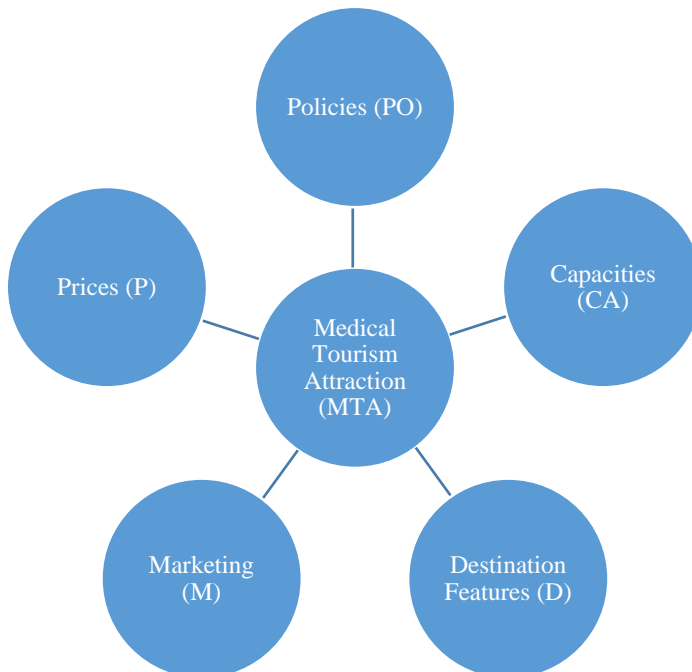 Policies (PO)
Prices (P)
Capacities
(CA)
Medical
Tourism
Attraction
(MTA)
Marketing
(M)
Destination
Features (D)